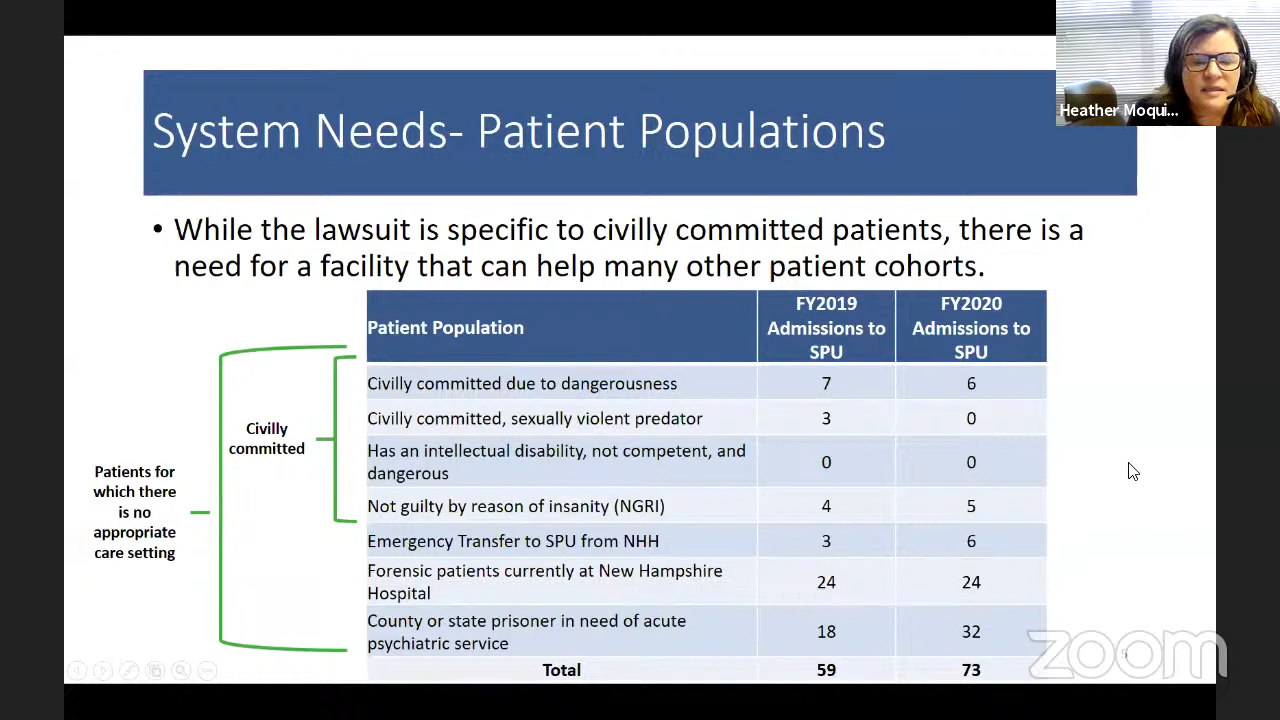 System Needs- Patient Populations
Heather Moqui...
• While the lawsuit is specific to civilly committed patients, there is a
need for a facility that can help many other patient cohorts.
Patient Population
FY2019
Admissions to
SPU
FY2020
Admissions to
SPU
Civilly committed due to dangerousness 7 6
Civilly committed, sexually violent predator 3 0
Has an intellectual disability, not competent, and
dangerous
0 0
Not guilty by reason of insanity (NGRI) 4 5
Emergency Transfer to SPU from NHH 3 6
Forensic patients currently at New Hampshire
Hospital
24 24
County or state prisoner in need of acute
psychiatric service
18 32
Total 59 73
Civilly
committed
Patients for
which there
is no
appropriate
care setting
5
zoom